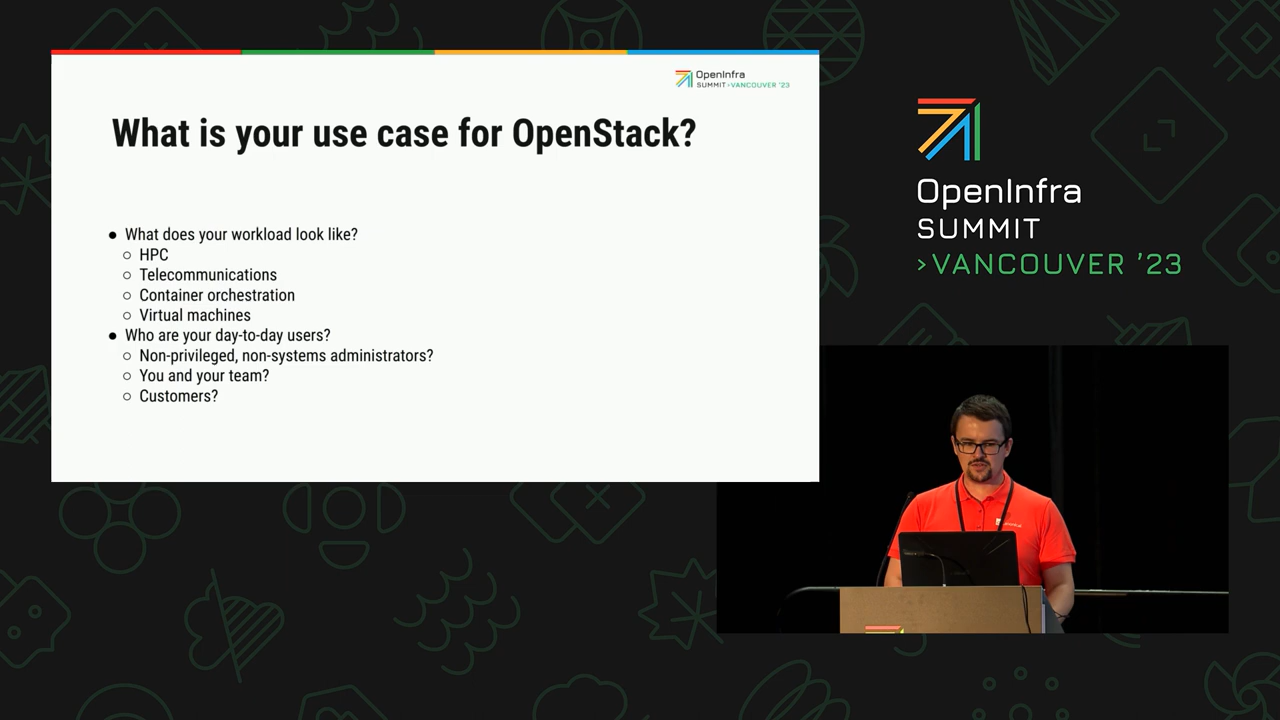 OpenInfra
SUMMIT >VANCOUVER '23
What is your use case for OpenStack?
● What does your workload look like?
○ HPC
○ Telecommunications
○ Container orchestration
○ Virtual machines
● Who are your day-to-day users?
○ Non-privileged, non-systems administrators?
○ You and your team?
○ Customers?
OpenInfra
SUMMIT
>VANCOUVER '23